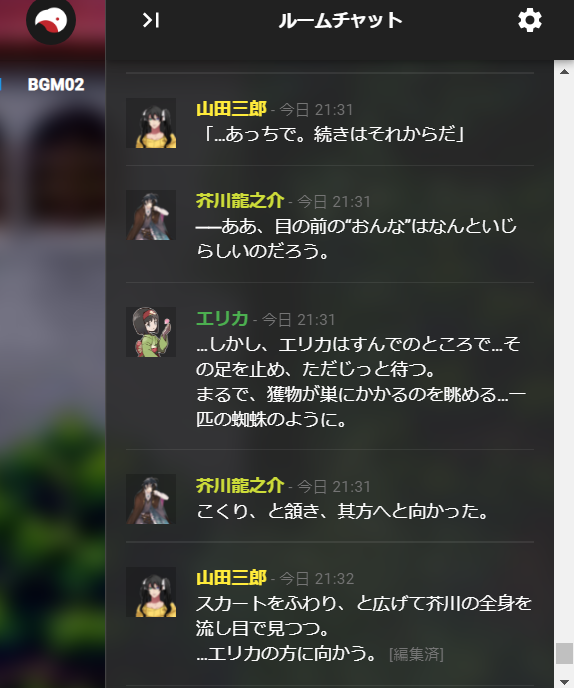 ルームチャット
BGM02
山田三郎 - 今日 21:31
「…あっちで。続きはそれからだ」
芥川龍之介 - 今日 21:31
──ああ、目の前の“おんな”はなんといじ
らしいのだろう。
エリカ - 今日 21:31
…しかし、エリカはすんでのところで…そ
の足を止め、ただじっと待つ。
まるで、獲物が巣にかかるのを眺める…一
匹の蜘蛛のように。
芥川龍之介 - 今日 21:31
こくり、と頷き、其方へと向かった。
山田三郎 - 今日 21:32
スカートをふわり、と広げて芥川の全身を
流し目で見つつ。
…エリカの方に向かう。 [編集済]